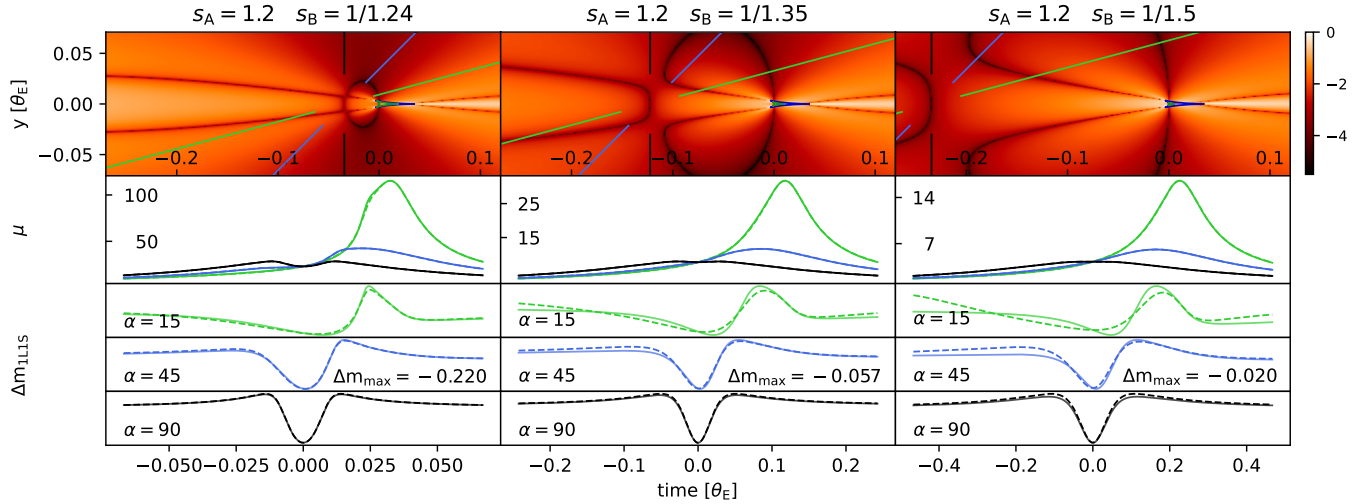 s_A = 1.2 s_B = 1/1.24
s_A = 1.2 s_B = 1/1.35
s_A = 1.2 s_B = 1/1.5
y [θ_E]
0.05
0.00
−0.05
−0.2 −0.1 0.0 0.1
−0.2 −0.1 0.0 0.1
−0.2 −0.1 0.0 0.1
0
−2
−4
μ
100
50
25
15
14
7
Δm_1L1S
α = 15
α = 15
α = 15
α = 45 Δm_max = −0.220
α = 45 Δm_max = −0.057
α = 45 Δm_max = −0.020
α = 90
α = 90
α = 90
−0.050 −0.025 0.000 0.025 0.050
−0.2 −0.1 0.0 0.1 0.2
−0.4 −0.2 0.0 0.2 0.4
time [θ_E]